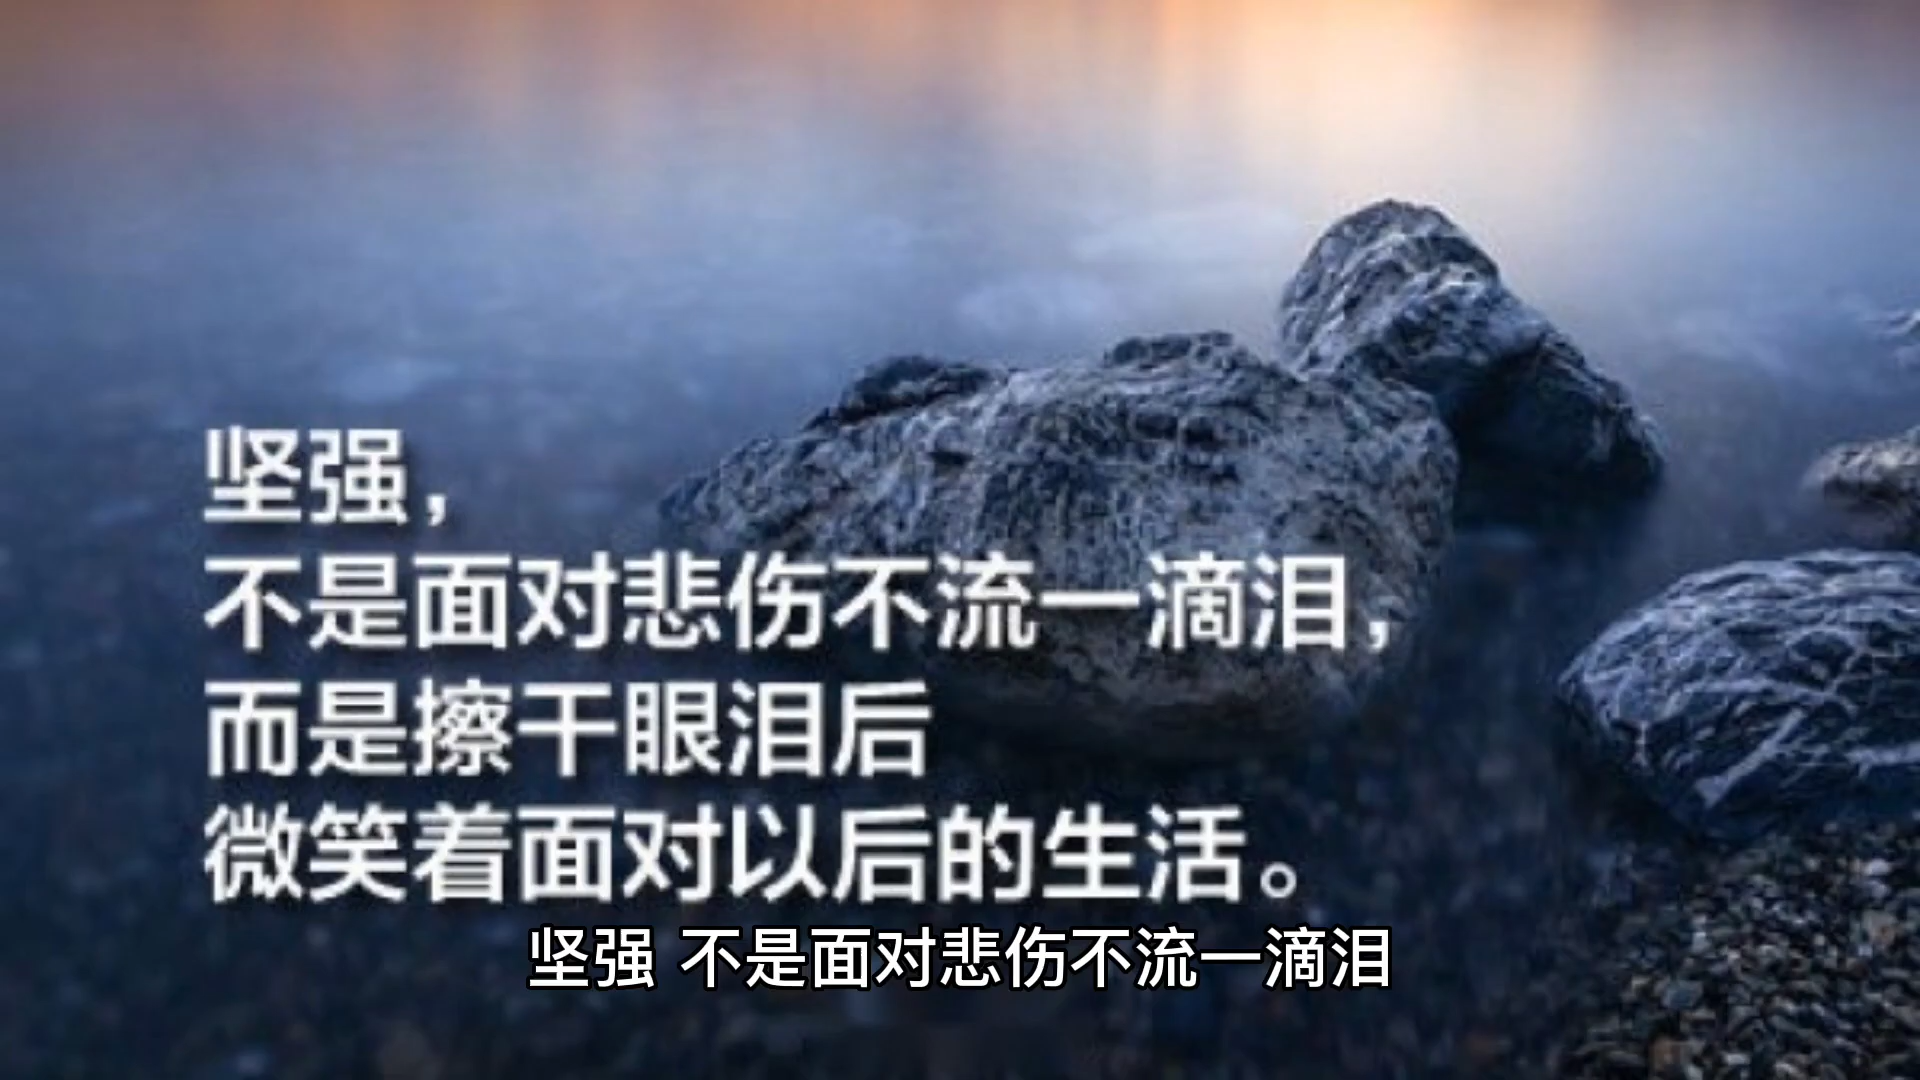 坚强，
不是面对悲伤不流一滴泪，
而是擦干眼泪后
微笑着面对以后的生活。
坚强 不是面对悲伤不流一滴泪